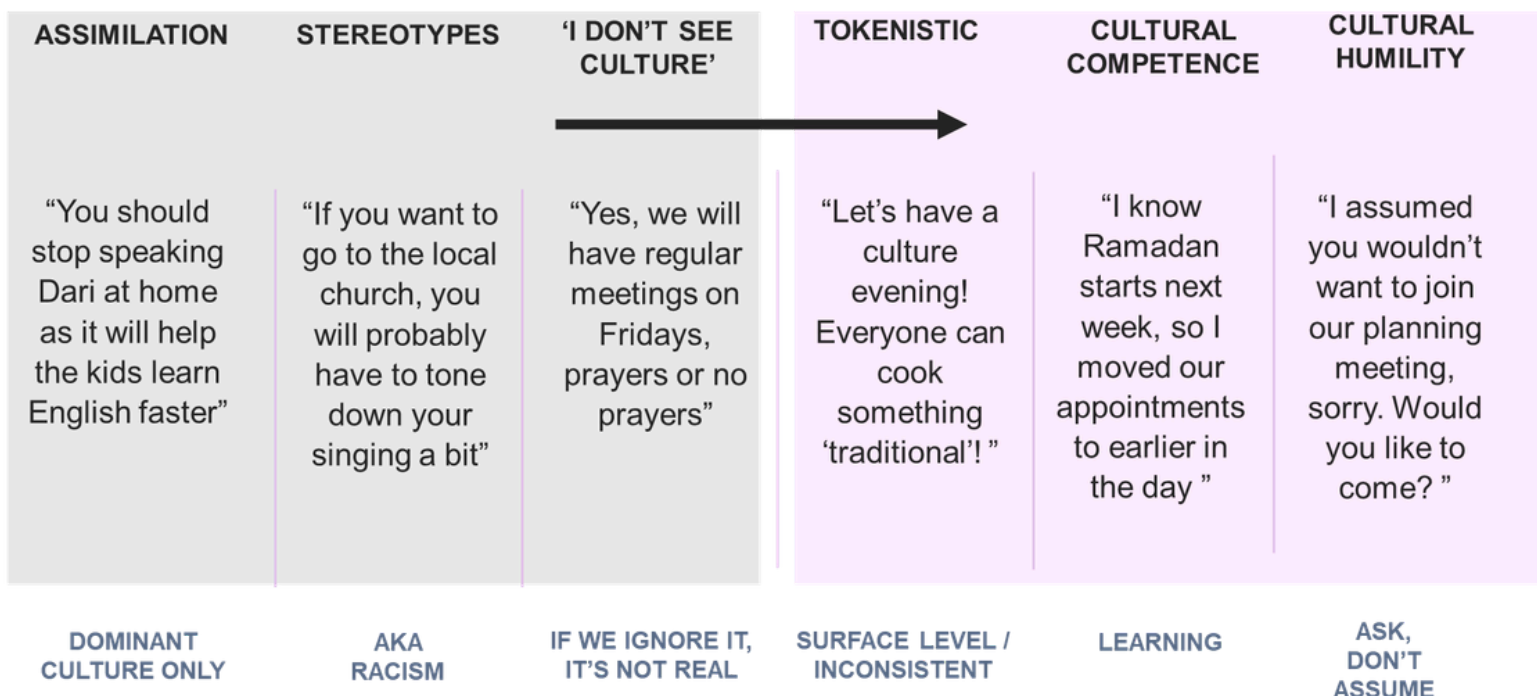 ASSIMILATION
STEREOTYPES
‘I DON’T SEE
CULTURE’
TOKENISTIC
CULTURAL
COMPETENCE
CULTURAL
HUMILITY
“You should
stop speaking
Dari at home
as it will help
the kids learn
English faster”
“If you want to
go to the local
church, you
will probably
have to tone
down your
singing a bit”
“Yes, we will
have regular
meetings on
Fridays,
prayers or no
prayers”
“Let’s have a
culture
evening!
Everyone can
cook
something
‘traditional’! ”
“I know
Ramadan
starts next
week, so I
moved our
appointments
to earlier in
the day ”
“I assumed
you wouldn’t
want to join
our planning
meeting,
sorry. Would
you like to
come? ”
DOMINANT
CULTURE ONLY
AKA
RACISM
IF WE IGNORE IT,
IT’S NOT REAL
SURFACE LEVEL /
INCONSISTENT
LEARNING
ASK,
DON’T
ASSUME